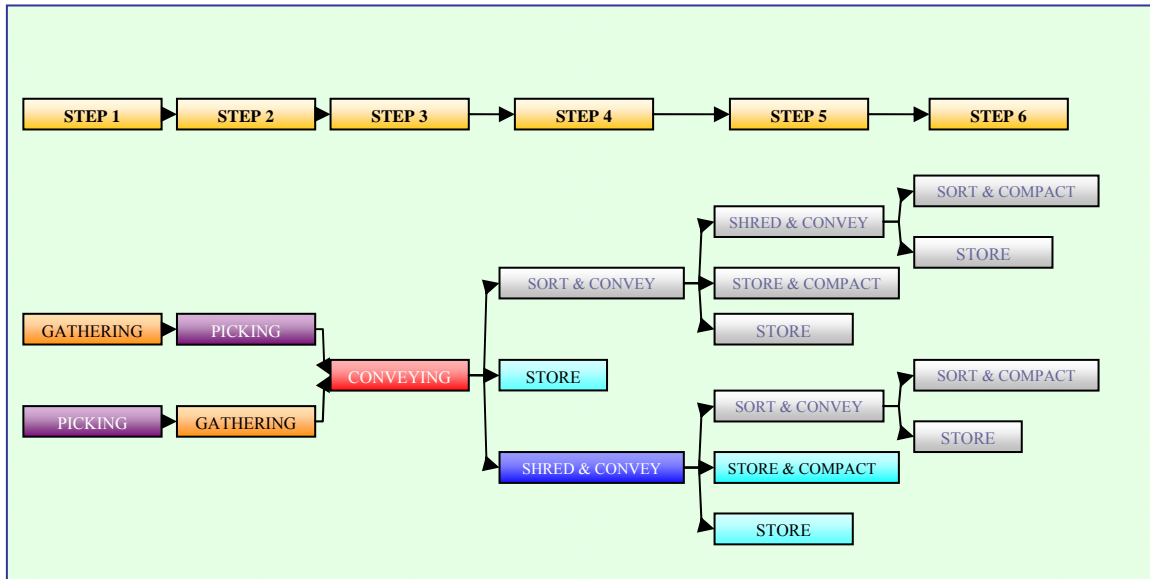 STEP 1 STEP 2 STEP 3 STEP 4 STEP 5 STEP 6
SORT & COMPACT
SHRED & CONVEY
STORE
SORT & CONVEY STORE & COMPACT
GATHERING PICKING STORE
CONVEYING STORE SORT & COMPACT
SORT & CONVEY
PICKING GATHERING STORE
SHRED & CONVEY STORE & COMPACT
STORE